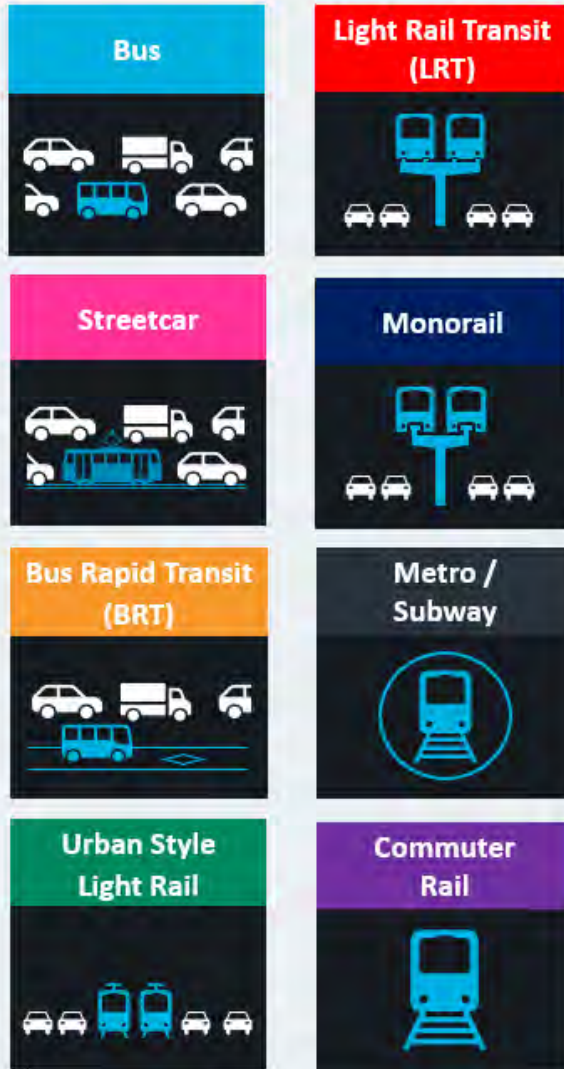 Bus
Light Rail Transit
(LRT)
Streetcar
Monorail
Bus Rapid Transit
(BRT)
Metro /
Subway
Urban Style
Light Rail
Commuter
Rail